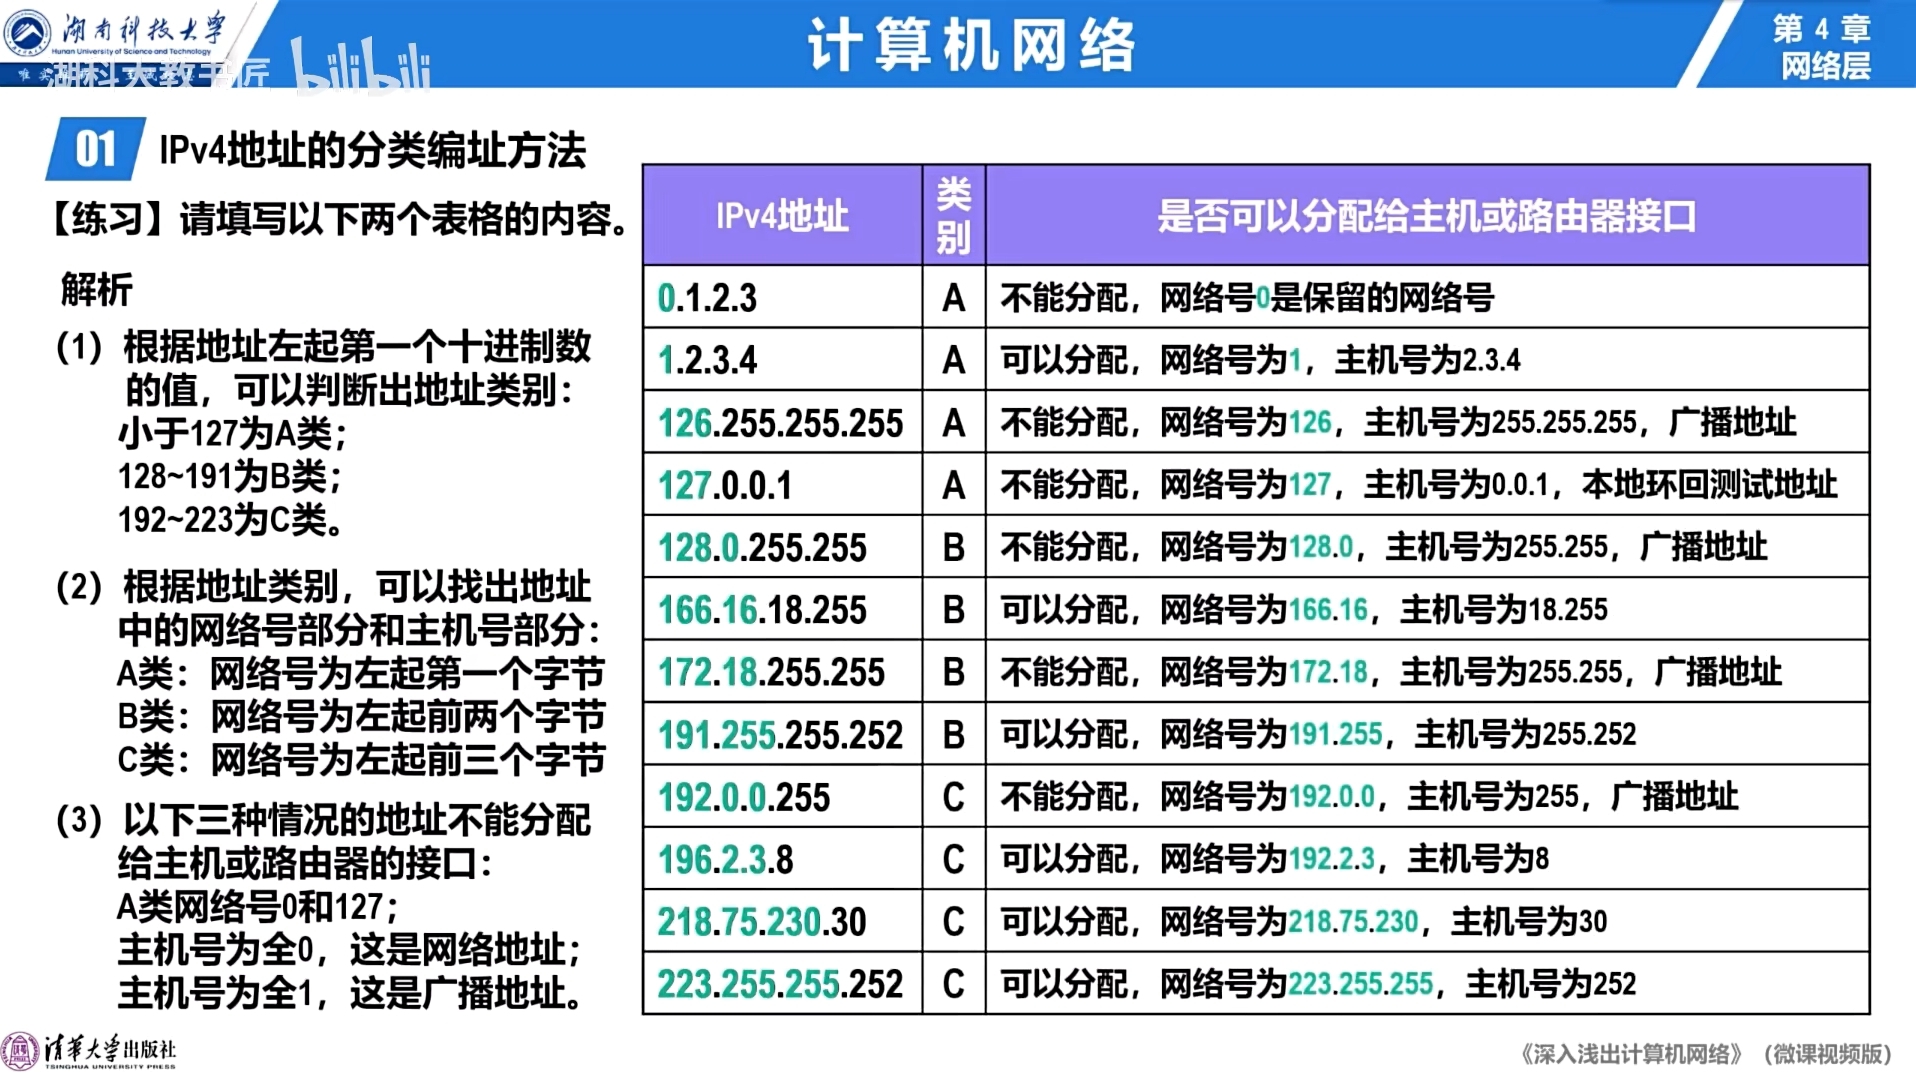 湖南科技大学
Hunan University of Science and Technology
湖科大教书匠 bilibili
计算机网络
第 4 章
网络层
01 IPv4地址的分类编址方法
【练习】请填写以下两个表格的内容。
解析
(1) 根据地址左起第一个十进制数
的值，可以判断出地址类别：
小于127为A类；
128~191为B类；
192~223为C类。
(2) 根据地址类别，可以找出地址
中的网络号部分和主机号部分：
A类：网络号为左起第一个字节
B类：网络号为左起前两个字节
C类：网络号为左起前三个字节
(3) 以下三种情况的地址不能分配
给主机或路由器的接口：
A类网络号0和127；
主机号为全0，这是网络地址；
主机号为全1，这是广播地址。
IPv4地址 类别 是否可以分配给主机或路由器接口
0.1.2.3 A 不能分配，网络号0是保留的网络号
1.2.3.4 A 可以分配，网络号为1，主机号为2.3.4
126.255.255.255 A 不能分配，网络号为126，主机号为255.255.255，广播地址
127.0.0.1 A 不能分配，网络号为127，主机号为0.0.1，本地环回测试地址
128.0.255.255 B 不能分配，网络号为128.0，主机号为255.255，广播地址
166.16.18.255 B 可以分配，网络号为166.16，主机号为18.255
172.18.255.255 B 不能分配，网络号为172.18，主机号为255.255，广播地址
191.255.255.252 B 可以分配，网络号为191.255，主机号为255.252
192.0.0.255 C 不能分配，网络号为192.0.0，主机号为255，广播地址
196.2.3.8 C 可以分配，网络号为192.2.3，主机号为8
218.75.230.30 C 可以分配，网络号为218.75.230，主机号为30
223.255.255.252 C 可以分配，网络号为223.255.255，主机号为252
清华大学出版社
TSINGHUA UNIVERSITY PRESS
《深入浅出计算机网络》（微课视频版）